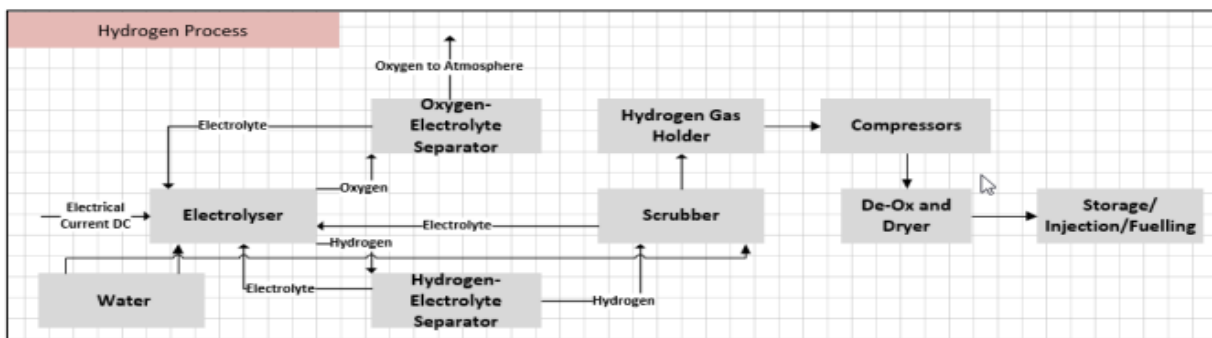 Hydrogen Process
Oxygen to Atmosphere
Oxygen-
Electrolyte
Separator
Hydrogen Gas
Holder
Compressors
Electrolyte
Oxygen
Electrical
Current DC
Electrolyser
Electrolyte
Scrubber
De-Ox and
Dryer
Storage/
Injection/Fuelling
Hydrogen
Water
Electrolyte
Hydrogen-
Electrolyte
Separator
Hydrogen